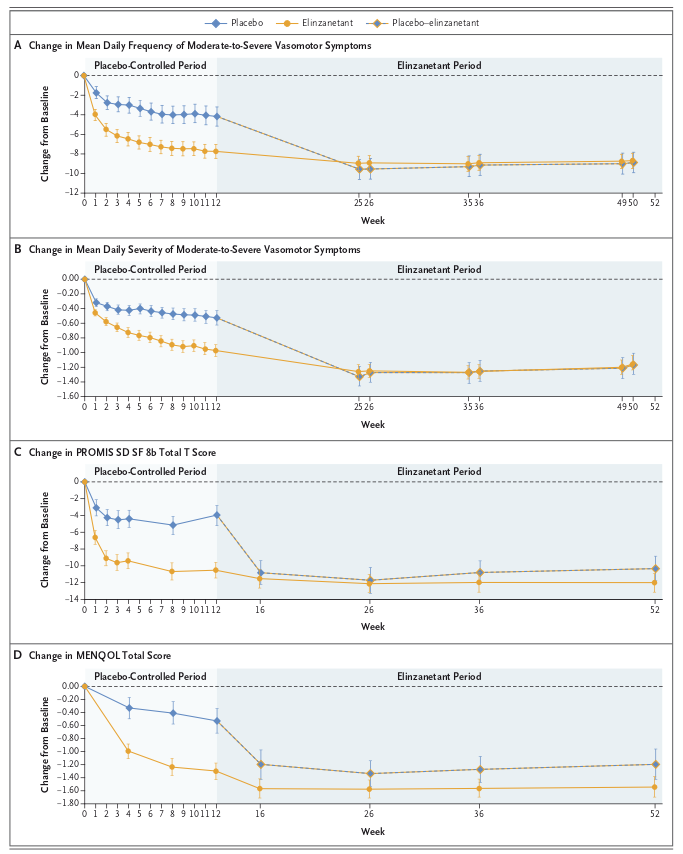 Placebo Elinzanetant Placebo–elinzanetant
A Change in Mean Daily Frequency of Moderate-to-Severe Vasomotor Symptoms
Placebo-Controlled Period Elinzanetant Period
Change from Baseline
0
−2
−4
−6
−8
−10
−12
0 1 2 3 4 5 6 7 8 9 10 11 12 25 26 35 36 49 50 52
Week
B Change in Mean Daily Severity of Moderate-to-Severe Vasomotor Symptoms
Placebo-Controlled Period Elinzanetant Period
Change from Baseline
0.00
−0.20
−0.40
−0.60
−0.80
−1.00
−1.20
−1.40
−1.60
0 1 2 3 4 5 6 7 8 9 10 11 12 25 26 35 36 49 50 52
Week
C Change in PROMIS SD SF 8b Total T Score
Placebo-Controlled Period Elinzanetant Period
Change from Baseline
0
−2
−4
−6
−8
−10
−12
−14
0 1 2 3 4 5 6 7 8 9 10 11 12 16 26 36 52
Week
D Change in MENQOL Total Score
Placebo-Controlled Period Elinzanetant Period
Change from Baseline
0.00
−0.20
−0.40
−0.60
−0.80
−1.00
−1.20
−1.40
−1.60
−1.80
0 1 2 3 4 5 6 7 8 9 10 11 12 16 26 36 52
Week